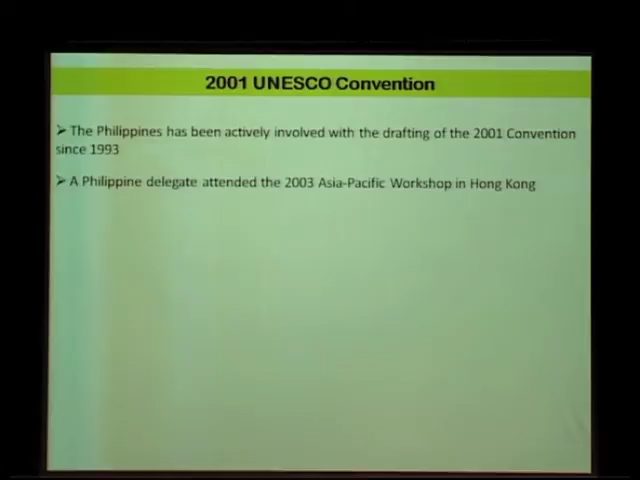 2001 UNESCO Convention
➢ The Philippines has been actively involved with the drafting of the 2001 Convention
since 1993
➢ A Philippine delegate attended the 2003 Asia-Pacific Workshop in Hong Kong